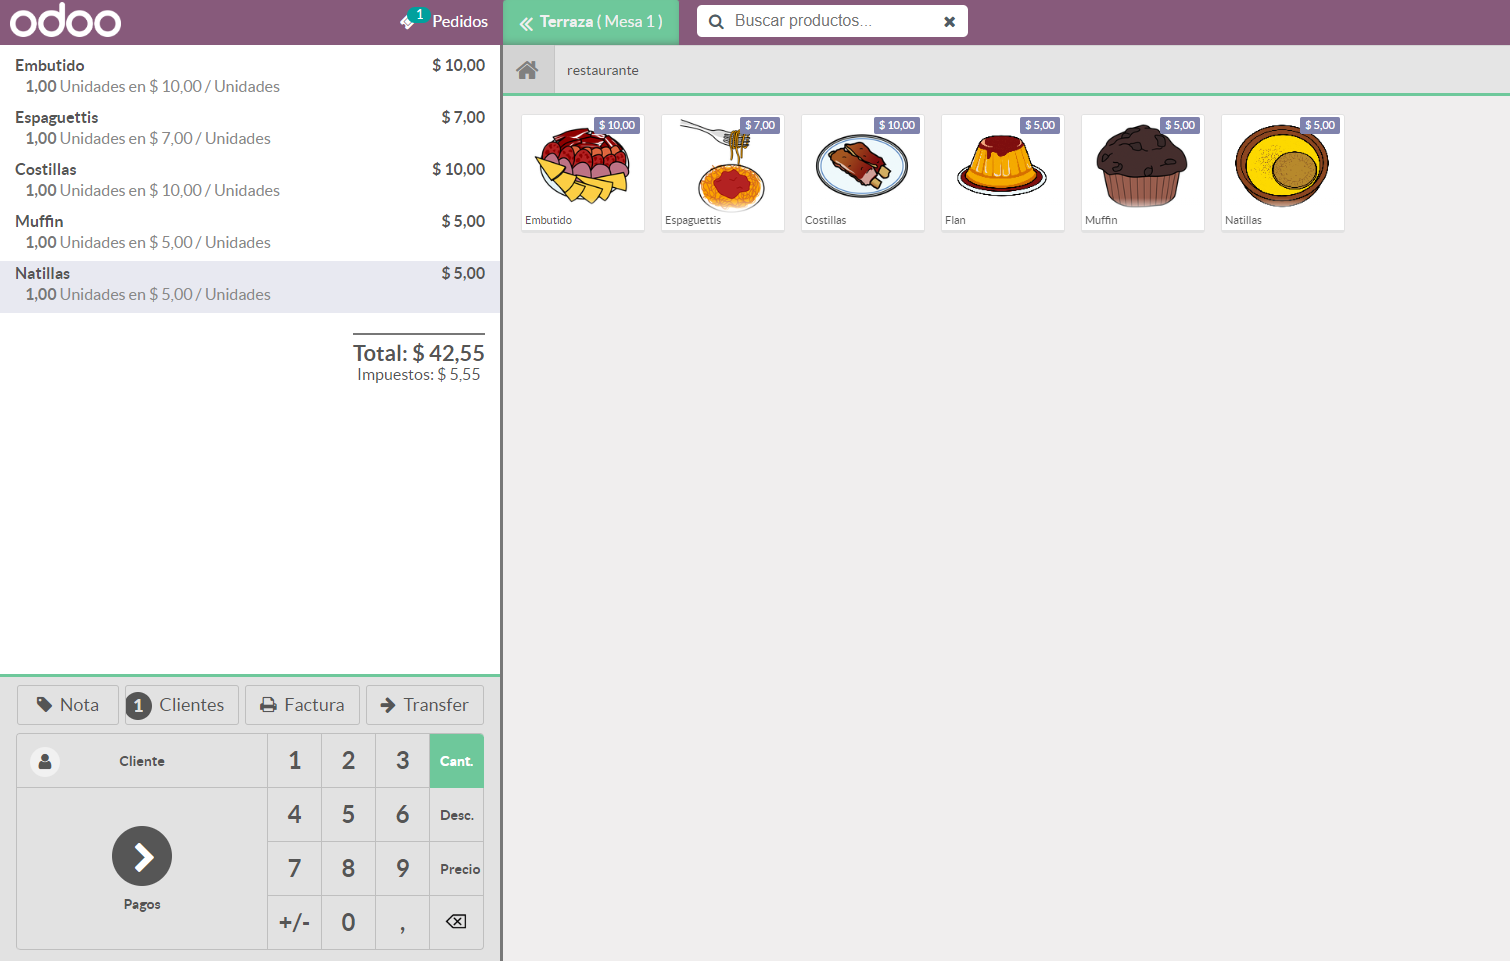 odoo
1 Pedidos
Terraza ( Mesa 1 )
Buscar productos...
restaurante
Embutido $ 10,00
1,00 Unidades en $ 10,00 / Unidades
Espaguettis $ 7,00
1,00 Unidades en $ 7,00 / Unidades
Costillas $ 10,00
1,00 Unidades en $ 10,00 / Unidades
Muffin $ 5,00
1,00 Unidades en $ 5,00 / Unidades
Natillas $ 5,00
1,00 Unidades en $ 5,00 / Unidades
Total: $ 42,55
Impuestos: $ 5,55
$ 10,00
Embutido
$ 7,00
Espaguettis
$ 10,00
Costillas
$ 5,00
Flan
$ 5,00
Muffin
$ 5,00
Natillas
Nota
1 Clientes
Factura
Transfer
Cliente
1 2 3 Cant.
4 5 6 Desc.
7 8 9 Precio
+/- 0 ,
Pagos